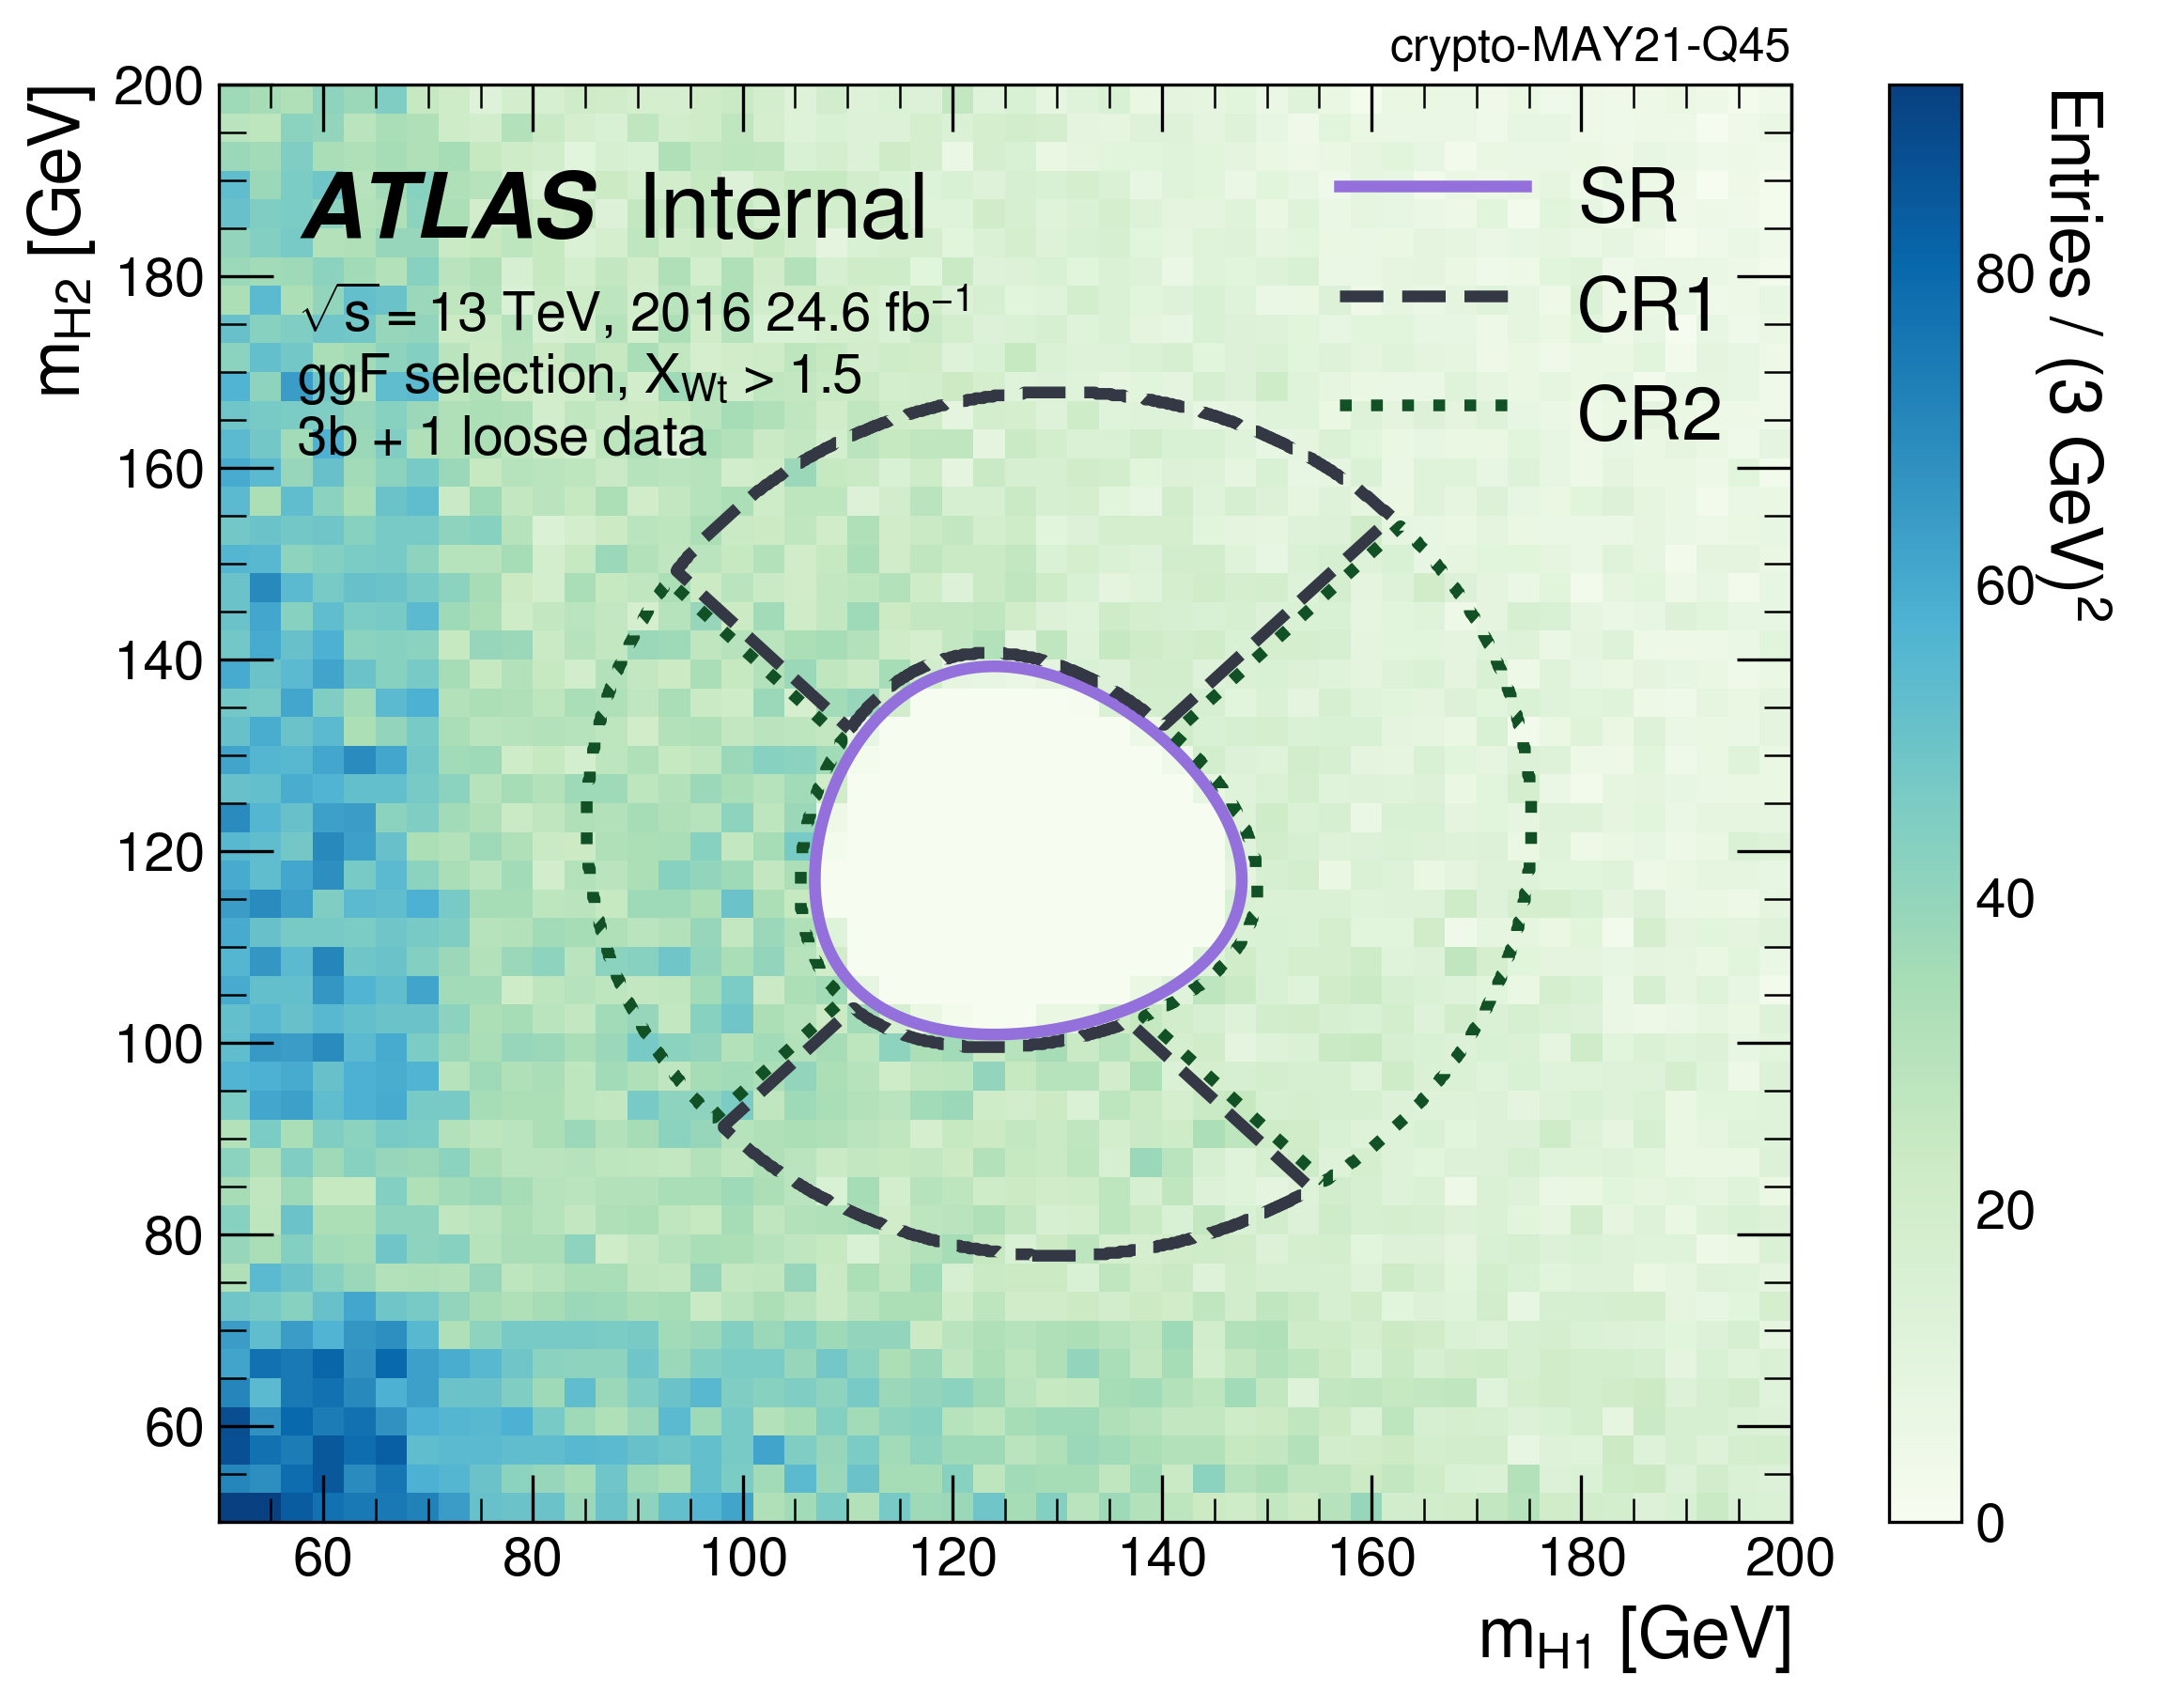 crypto-MAY21-Q45
ATLAS Internal
√s = 13 TeV, 2016 24.6 fb⁻¹
ggF selection, X_Wt > 1.5
3b + 1 loose data
SR
CR1
CR2
m_H2 [GeV]
200
180
160
140
120
100
80
60
60 80 100 120 140 160 180 200
m_H1 [GeV]
80
60
40
20
0
Entries / (3 GeV)²